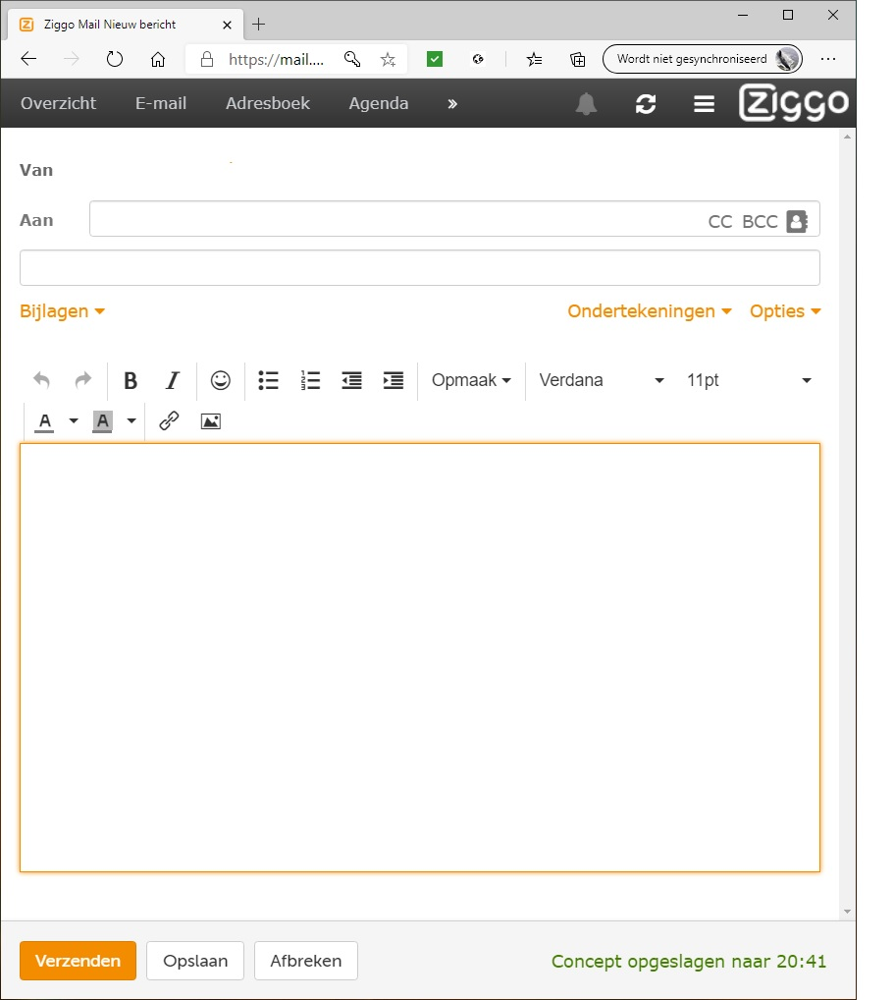 Ziggo Mail Nieuw bericht
https://mail....
Wordt niet gesynchroniseerd
Overzicht E-mail Adresboek Agenda » Ziggo
Van
Aan CC BCC
Bijlagen Ondertekeningen Opties
B I Opmaak Verdana 11pt
A A
Verzenden Opslaan Afbreken Concept opgeslagen naar 20:41